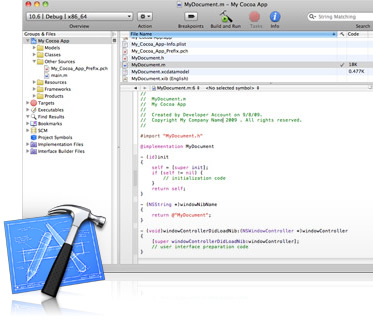 MyDocument.m – My Cocoa App
10.6 | Debug | x86_64
String Matching
Overview
Action
Breakpoints
Build and Run
Tasks
Info
Search
Groups & Files
My Cocoa App
Models
Classes
Other Sources
My_Cocoa_App_Prefix.pch
main.m
Resources
Frameworks
Products
Targets
Executables
Find Results
Bookmarks
SCM
Project Symbols
Implementation Files
Interface Builder Files
File Name
Code
My_Cocoa_App-Info.plist
My_Cocoa_App_Prefix.pch
MyDocument.h
MyDocument.m
18K
MyDocument.xcdatamodel
0.477K
MyDocument.xib (English)
MyDocument.m:6
<No selected symbol>
//
// MyDocument.m
// My Cocoa App
//
// Created by Developer Account on 5/8/09.
// Copyright My Company Name 2009 . All rights reserved.
//
#import "MyDocument.h"
@implementation MyDocument
- (id)init
{
self = [super init];
if (self != nil) {
// initialization code
}
return self;
}
- (NSString *)windowNibName
{
return @"MyDocument";
}
- (void)windowControllerDidLoadNib:(NSWindowController *)windowController
{
[super windowControllerDidLoadNib:windowController];
// user interface preparation code
}